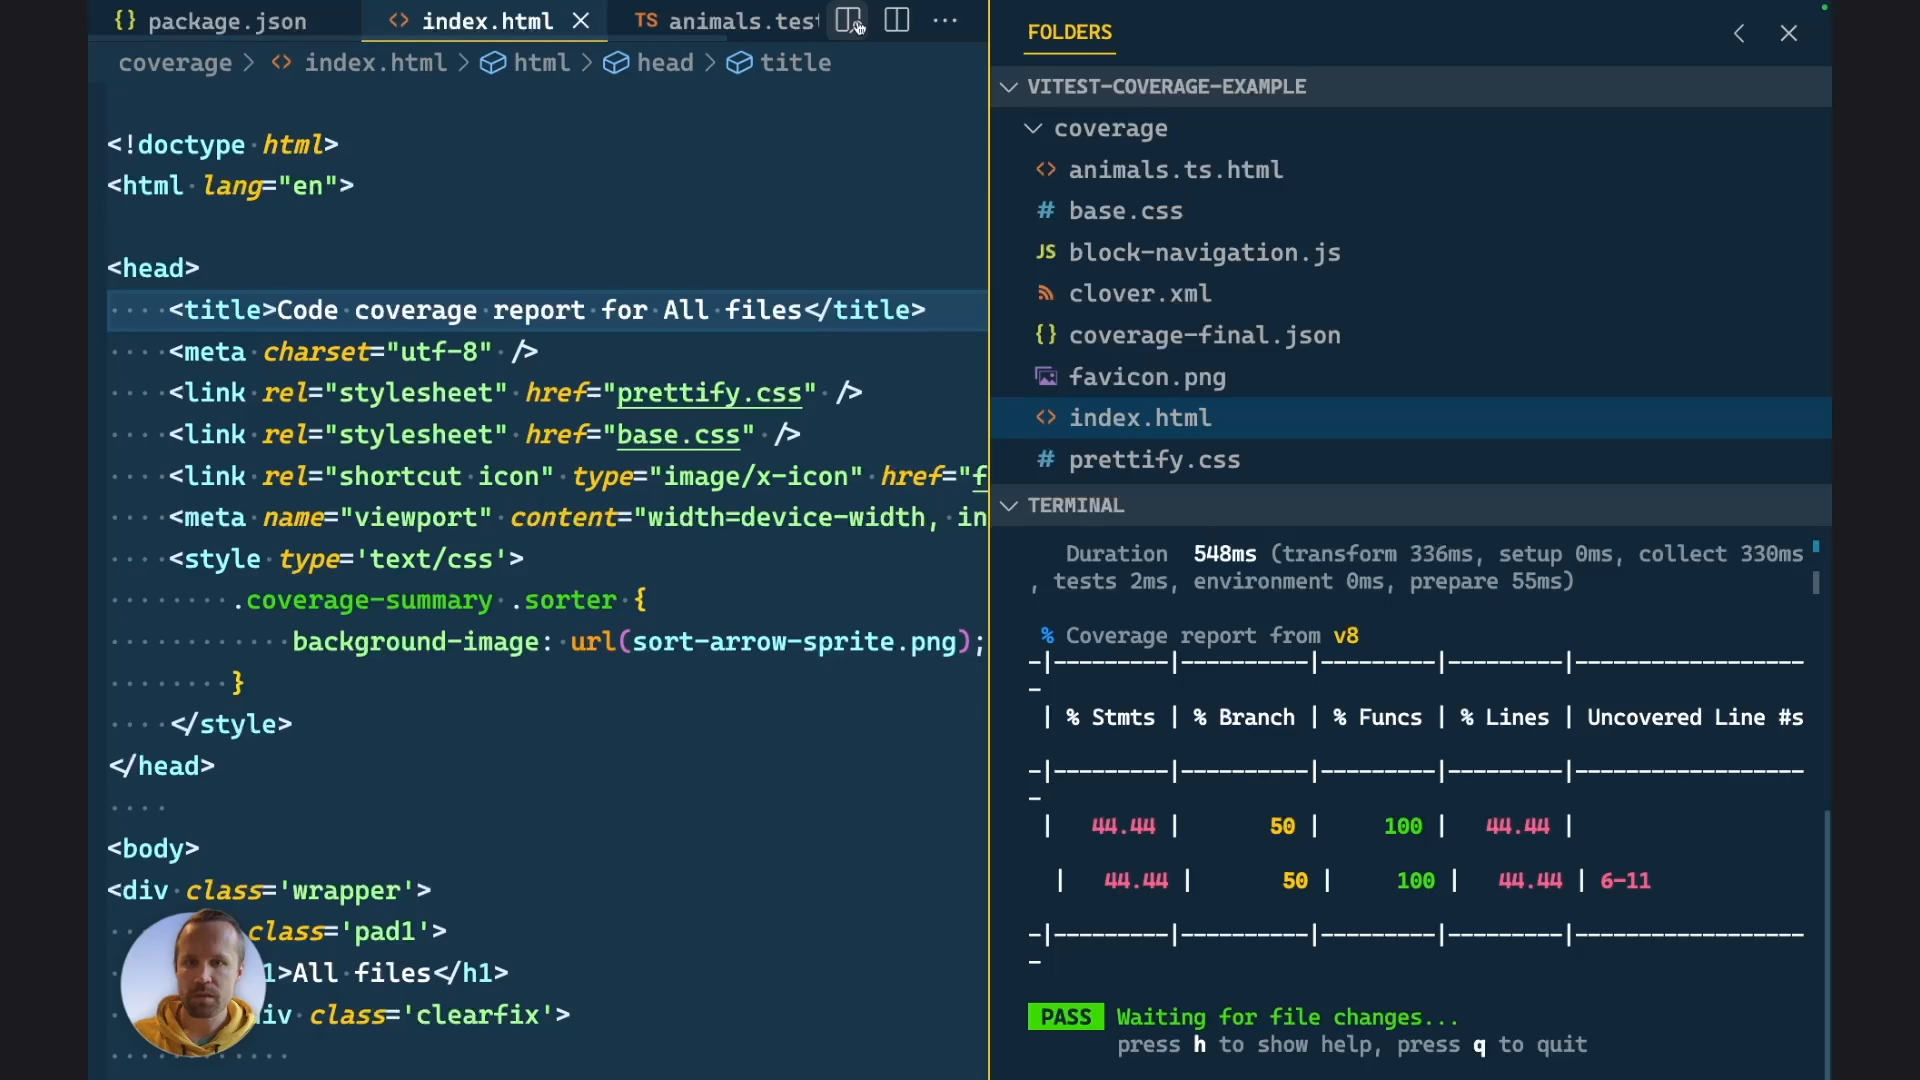 package.json
index.html
animals.test
coverage > index.html > html > head > title
<!doctype html>
<html lang="en">
<head>
<title>Code coverage report for All files</title>
<meta charset="utf-8" />
<link rel="stylesheet" href="prettify.css" />
<link rel="stylesheet" href="base.css" />
<link rel="shortcut icon" type="image/x-icon" href="f
<meta name="viewport" content="width=device-width, in
<style type='text/css'>
.coverage-summary .sorter {
background-image: url(sort-arrow-sprite.png);
}
</style>
</head>
<body>
<div class='wrapper'>
class='pad1'>
1>All files</h1>
iv class='clearfix'>
FOLDERS
VITEST-COVERAGE-EXAMPLE
coverage
animals.ts.html
base.css
JS block-navigation.js
clover.xml
coverage-final.json
favicon.png
index.html
prettify.css
TERMINAL
Duration 548ms (transform 336ms, setup 0ms, collect 330ms
, tests 2ms, environment 0ms, prepare 55ms)
% Coverage report from v8
-|---------|----------|---------|---------|------------------
-
| % Stmts | % Branch | % Funcs | % Lines | Uncovered Line #s
-|---------|----------|---------|---------|------------------
-
| 44.44 | 50 | 100 | 44.44 |
| 44.44 | 50 | 100 | 44.44 | 6-11
-|---------|----------|---------|---------|------------------
-
PASS Waiting for file changes...
press h to show help, press q to quit